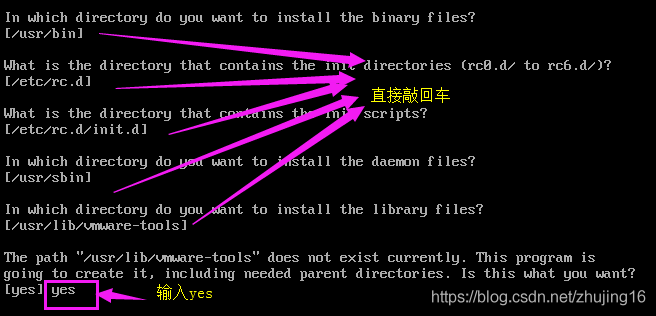 In which directory do you want to install the binary files?
[/usr/bin]
What is the directory that contains the init directories (rc0.d/ to rc6.d/)?
[/etc/rc.d]
直接敲回车
What is the directory that contains the init scripts?
[/etc/rc.d/init.d]
In which directory do you want to install the daemon files?
[/usr/sbin]
In which directory do you want to install the library files?
[/usr/lib/vmware-tools]
The path "/usr/lib/vmware-tools" does not exist currently. This program is
going to create it, including needed parent directories. Is this what you want?
[yes] yes
输入yes
https://blog.csdn.net/zhujing16